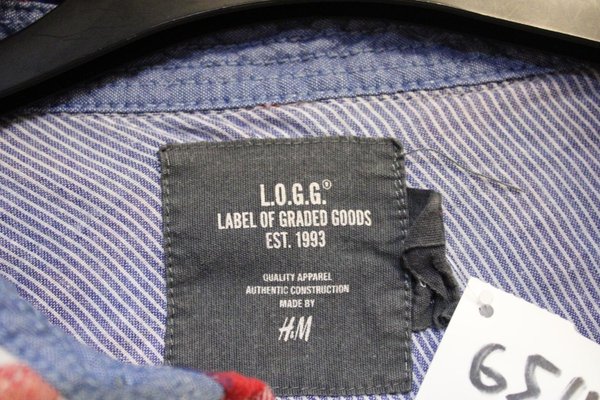 L.O.G.G.®
LABEL OF GRADED GOODS
EST. 1993
QUALITY APPAREL
AUTHENTIC CONSTRUCTION
MADE BY
H&M